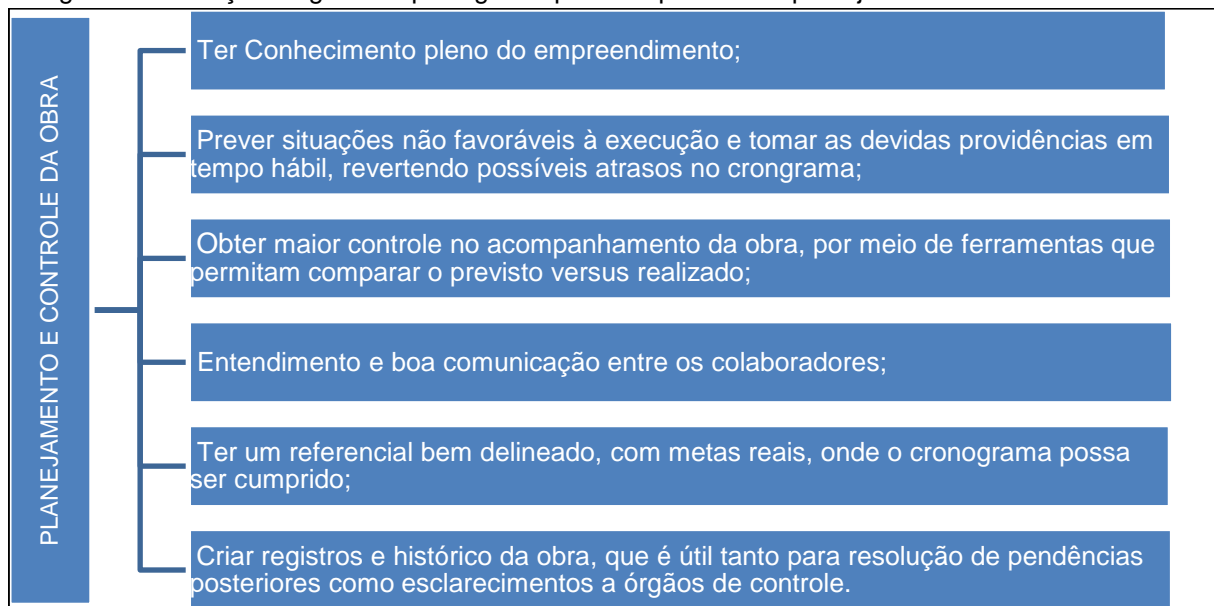 PLANEJAMENTO E CONTROLE DA OBRA
Ter Conhecimento pleno do empreendimento;
Prever situações não favoráveis à execução e tomar as devidas providências em
tempo hábil, revertendo possíveis atrasos no crongrama;
Obter maior controle no acompanhamento da obra, por meio de ferramentas que
permitam comparar o previsto versus realizado;
Entendimento e boa comunicação entre os colaboradores;
Ter um referencial bem delineado, com metas reais, onde o cronograma possa
ser cumprido;
Criar registros e histórico da obra, que é útil tanto para resolução de pendências
posteriores como esclarecimentos a órgãos de controle.